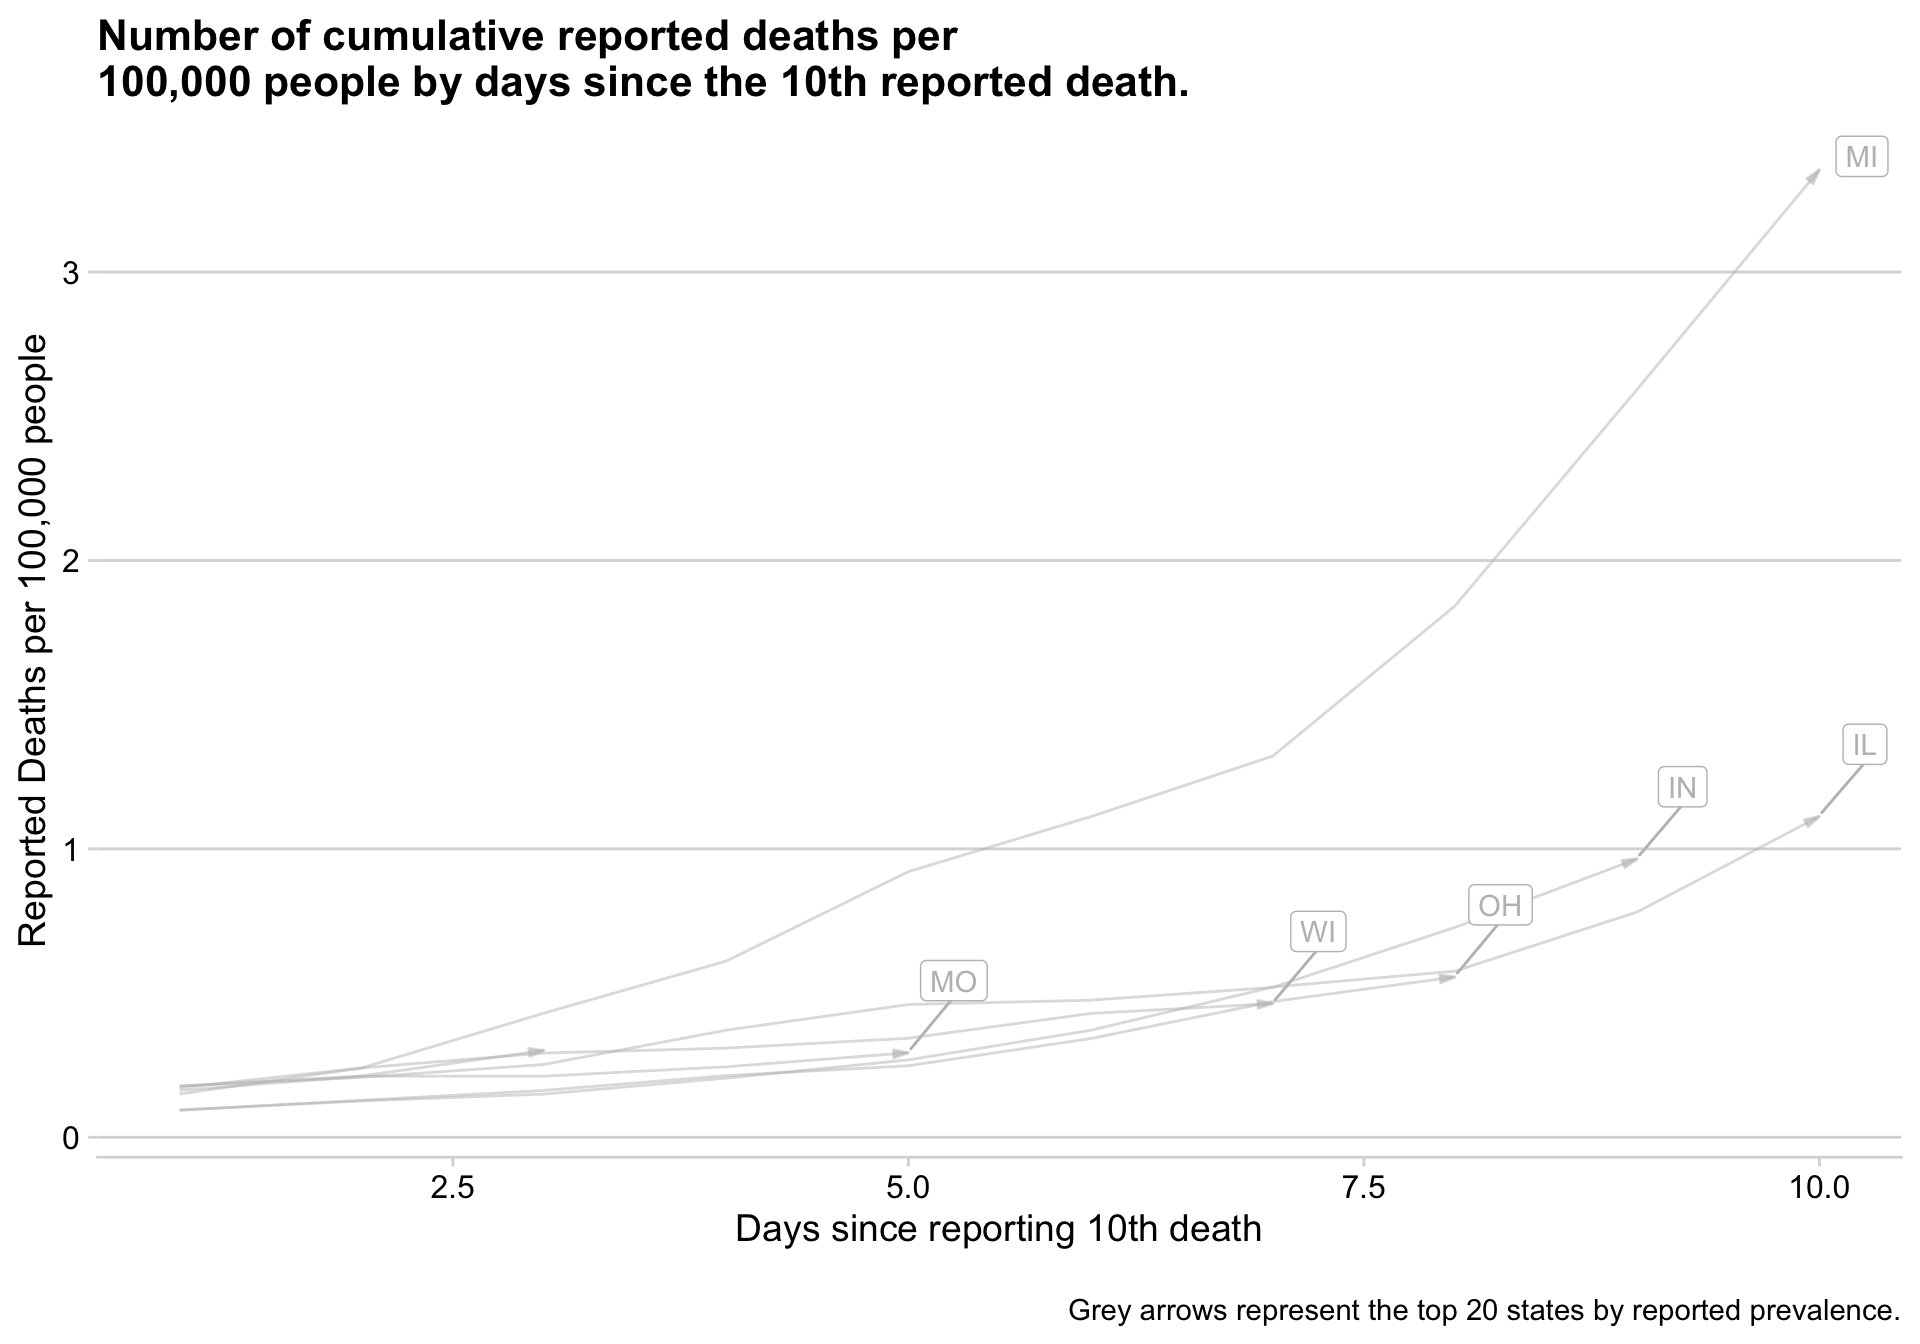 Number of cumulative reported deaths per
100,000 people by days since the 10th reported death.
MI
3
2
IL
IN
1
OH
WI
MO
0
Reported Deaths per 100,000 people
2.5 5.0 7.5 10.0
Days since reporting 10th death
Grey arrows represent the top 20 states by reported prevalence.